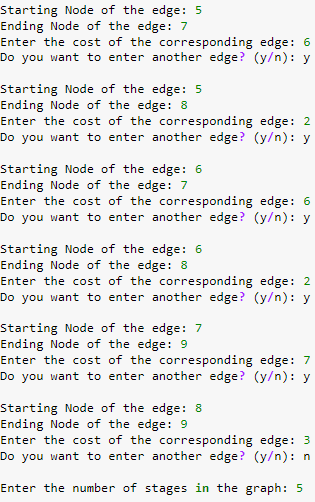 Starting Node of the edge: 5
Ending Node of the edge: 7
Enter the cost of the corresponding edge: 6
Do you want to enter another edge? (y/n): y
Starting Node of the edge: 5
Ending Node of the edge: 8
Enter the cost of the corresponding edge: 2
Do you want to enter another edge? (y/n): y
Starting Node of the edge: 6
Ending Node of the edge: 7
Enter the cost of the corresponding edge: 6
Do you want to enter another edge? (y/n): y
Starting Node of the edge: 6
Ending Node of the edge: 8
Enter the cost of the corresponding edge: 2
Do you want to enter another edge? (y/n): y
Starting Node of the edge: 7
Ending Node of the edge: 9
Enter the cost of the corresponding edge: 7
Do you want to enter another edge? (y/n): y
Starting Node of the edge: 8
Ending Node of the edge: 9
Enter the cost of the corresponding edge: 3
Do you want to enter another edge? (y/n): n
Enter the number of stages in the graph: 5